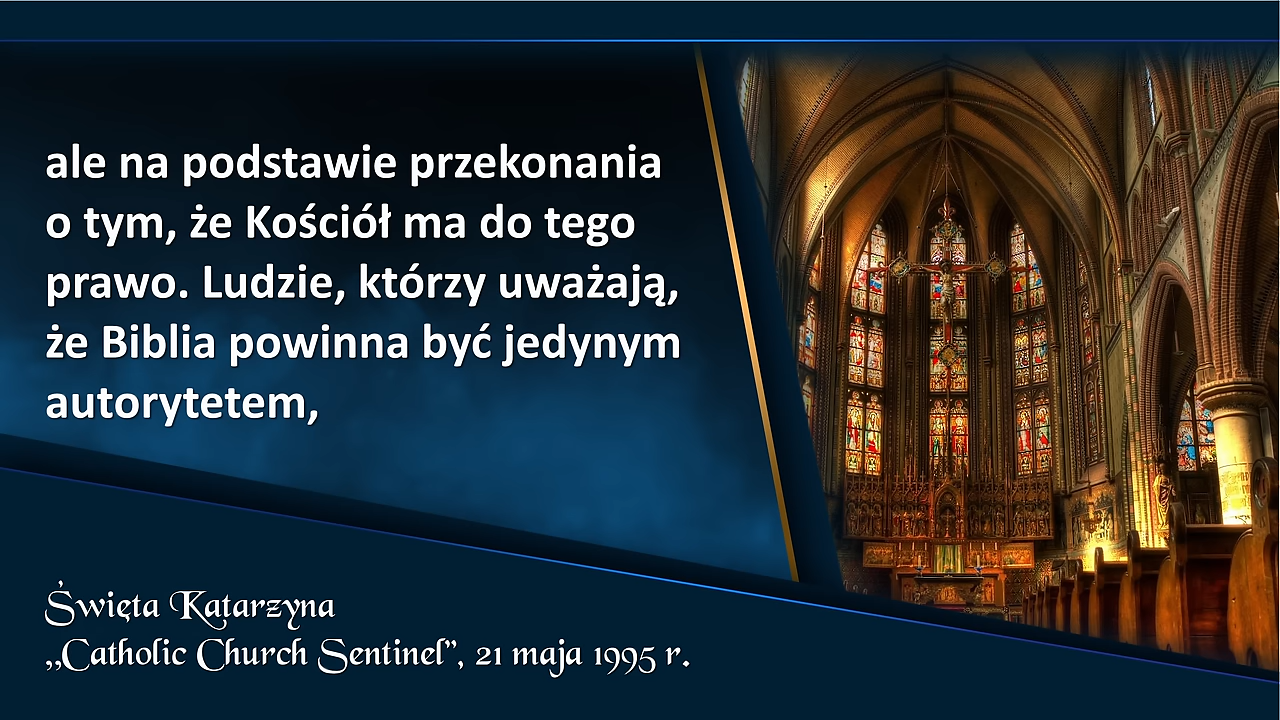 ale na podstawie przekonania
o tym, że Kościół ma do tego
prawo. Ludzie, którzy uważają,
że Biblia powinna być jedynym
autorytetem,
Święta Katarzyna
„Catholic Church Sentinel”, 21 maja 1995 r.